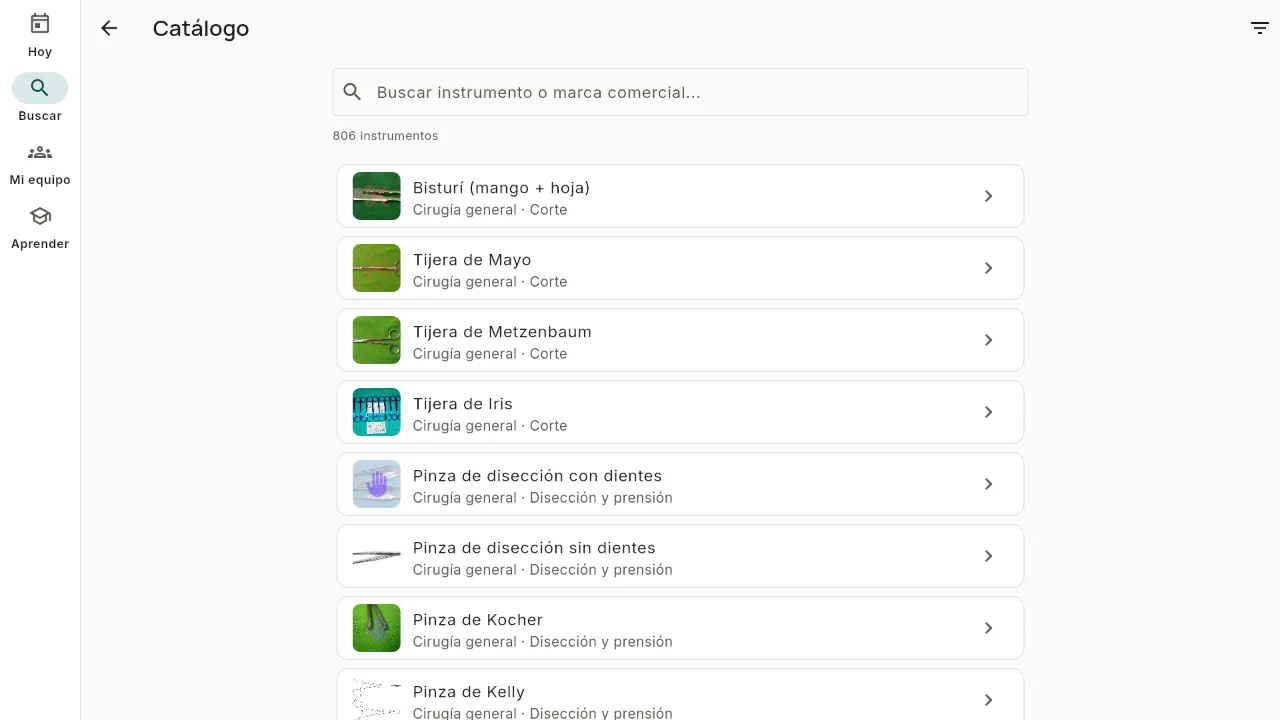 Catálogo
Hoy
Buscar
Mi equipo
Aprender
Buscar instrumento o marca comercial...
806 instrumentos
Bisturí (mango + hoja)
Cirugía general · Corte
Tijera de Mayo
Cirugía general · Corte
Tijera de Metzenbaum
Cirugía general · Corte
Tijera de Iris
Cirugía general · Corte
Pinza de disección con dientes
Cirugía general · Disección y prensión
Pinza de disección sin dientes
Cirugía general · Disección y prensión
Pinza de Kocher
Cirugía general · Disección y prensión
Pinza de Kelly
Cirugía general · Disección y prensión